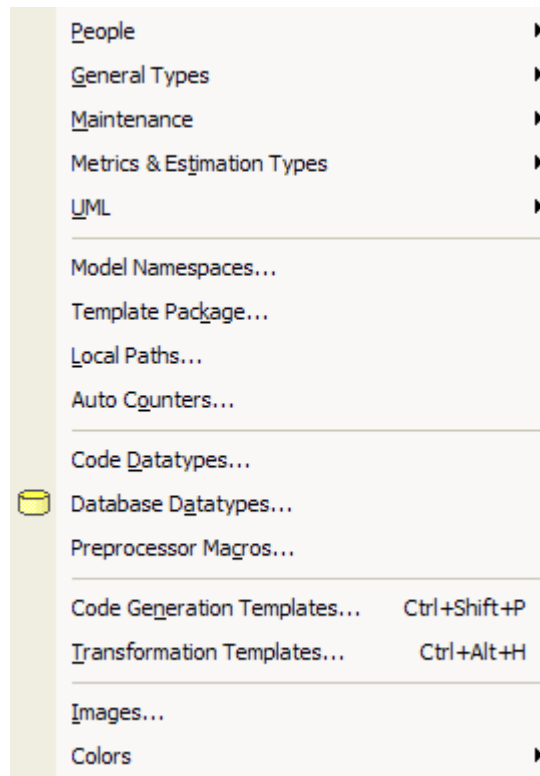 People
General Types
Maintenance
Metrics & Estimation Types
UML
Model Namespaces...
Template Package...
Local Paths...
Auto Counters...
Code Datatypes...
Database Datatypes...
Preprocessor Macros...
Code Generation Templates... Ctrl+Shift+P
Transformation Templates... Ctrl+Alt+H
Images...
Colors